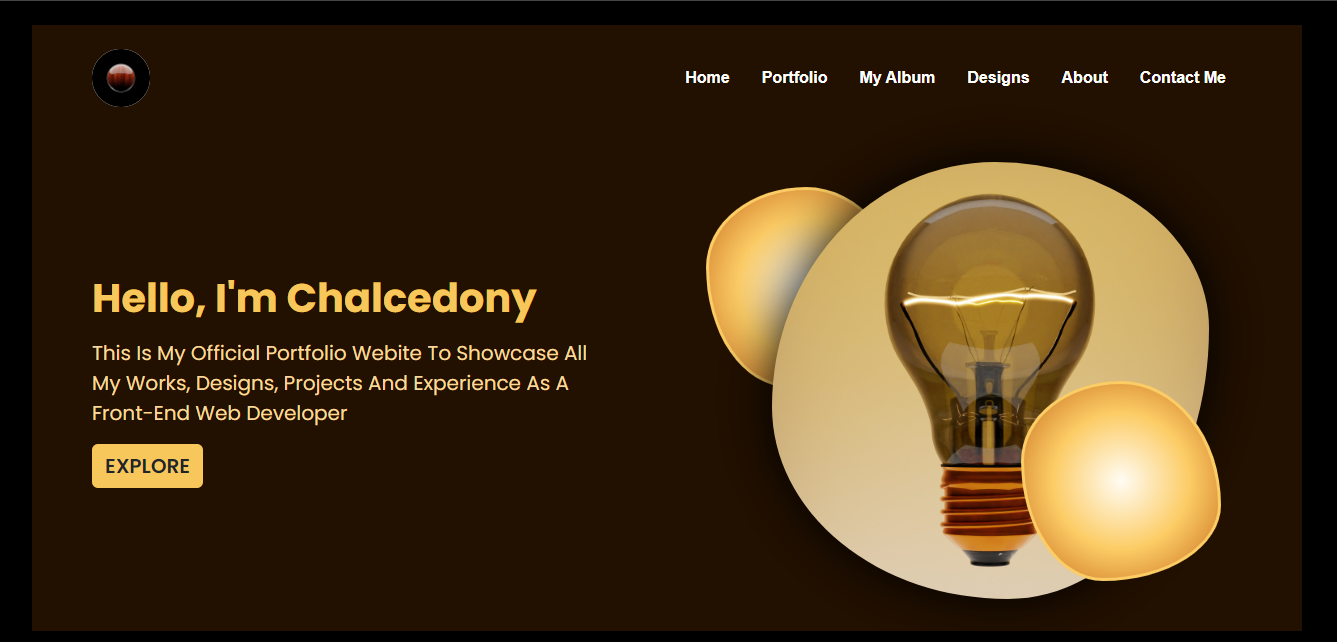 Home Portfolio My Album Designs About Contact Me
Hello, I'm Chalcedony
This Is My Official Portfolio Webite To Showcase All
My Works, Designs, Projects And Experience As A
Front-End Web Developer
EXPLORE